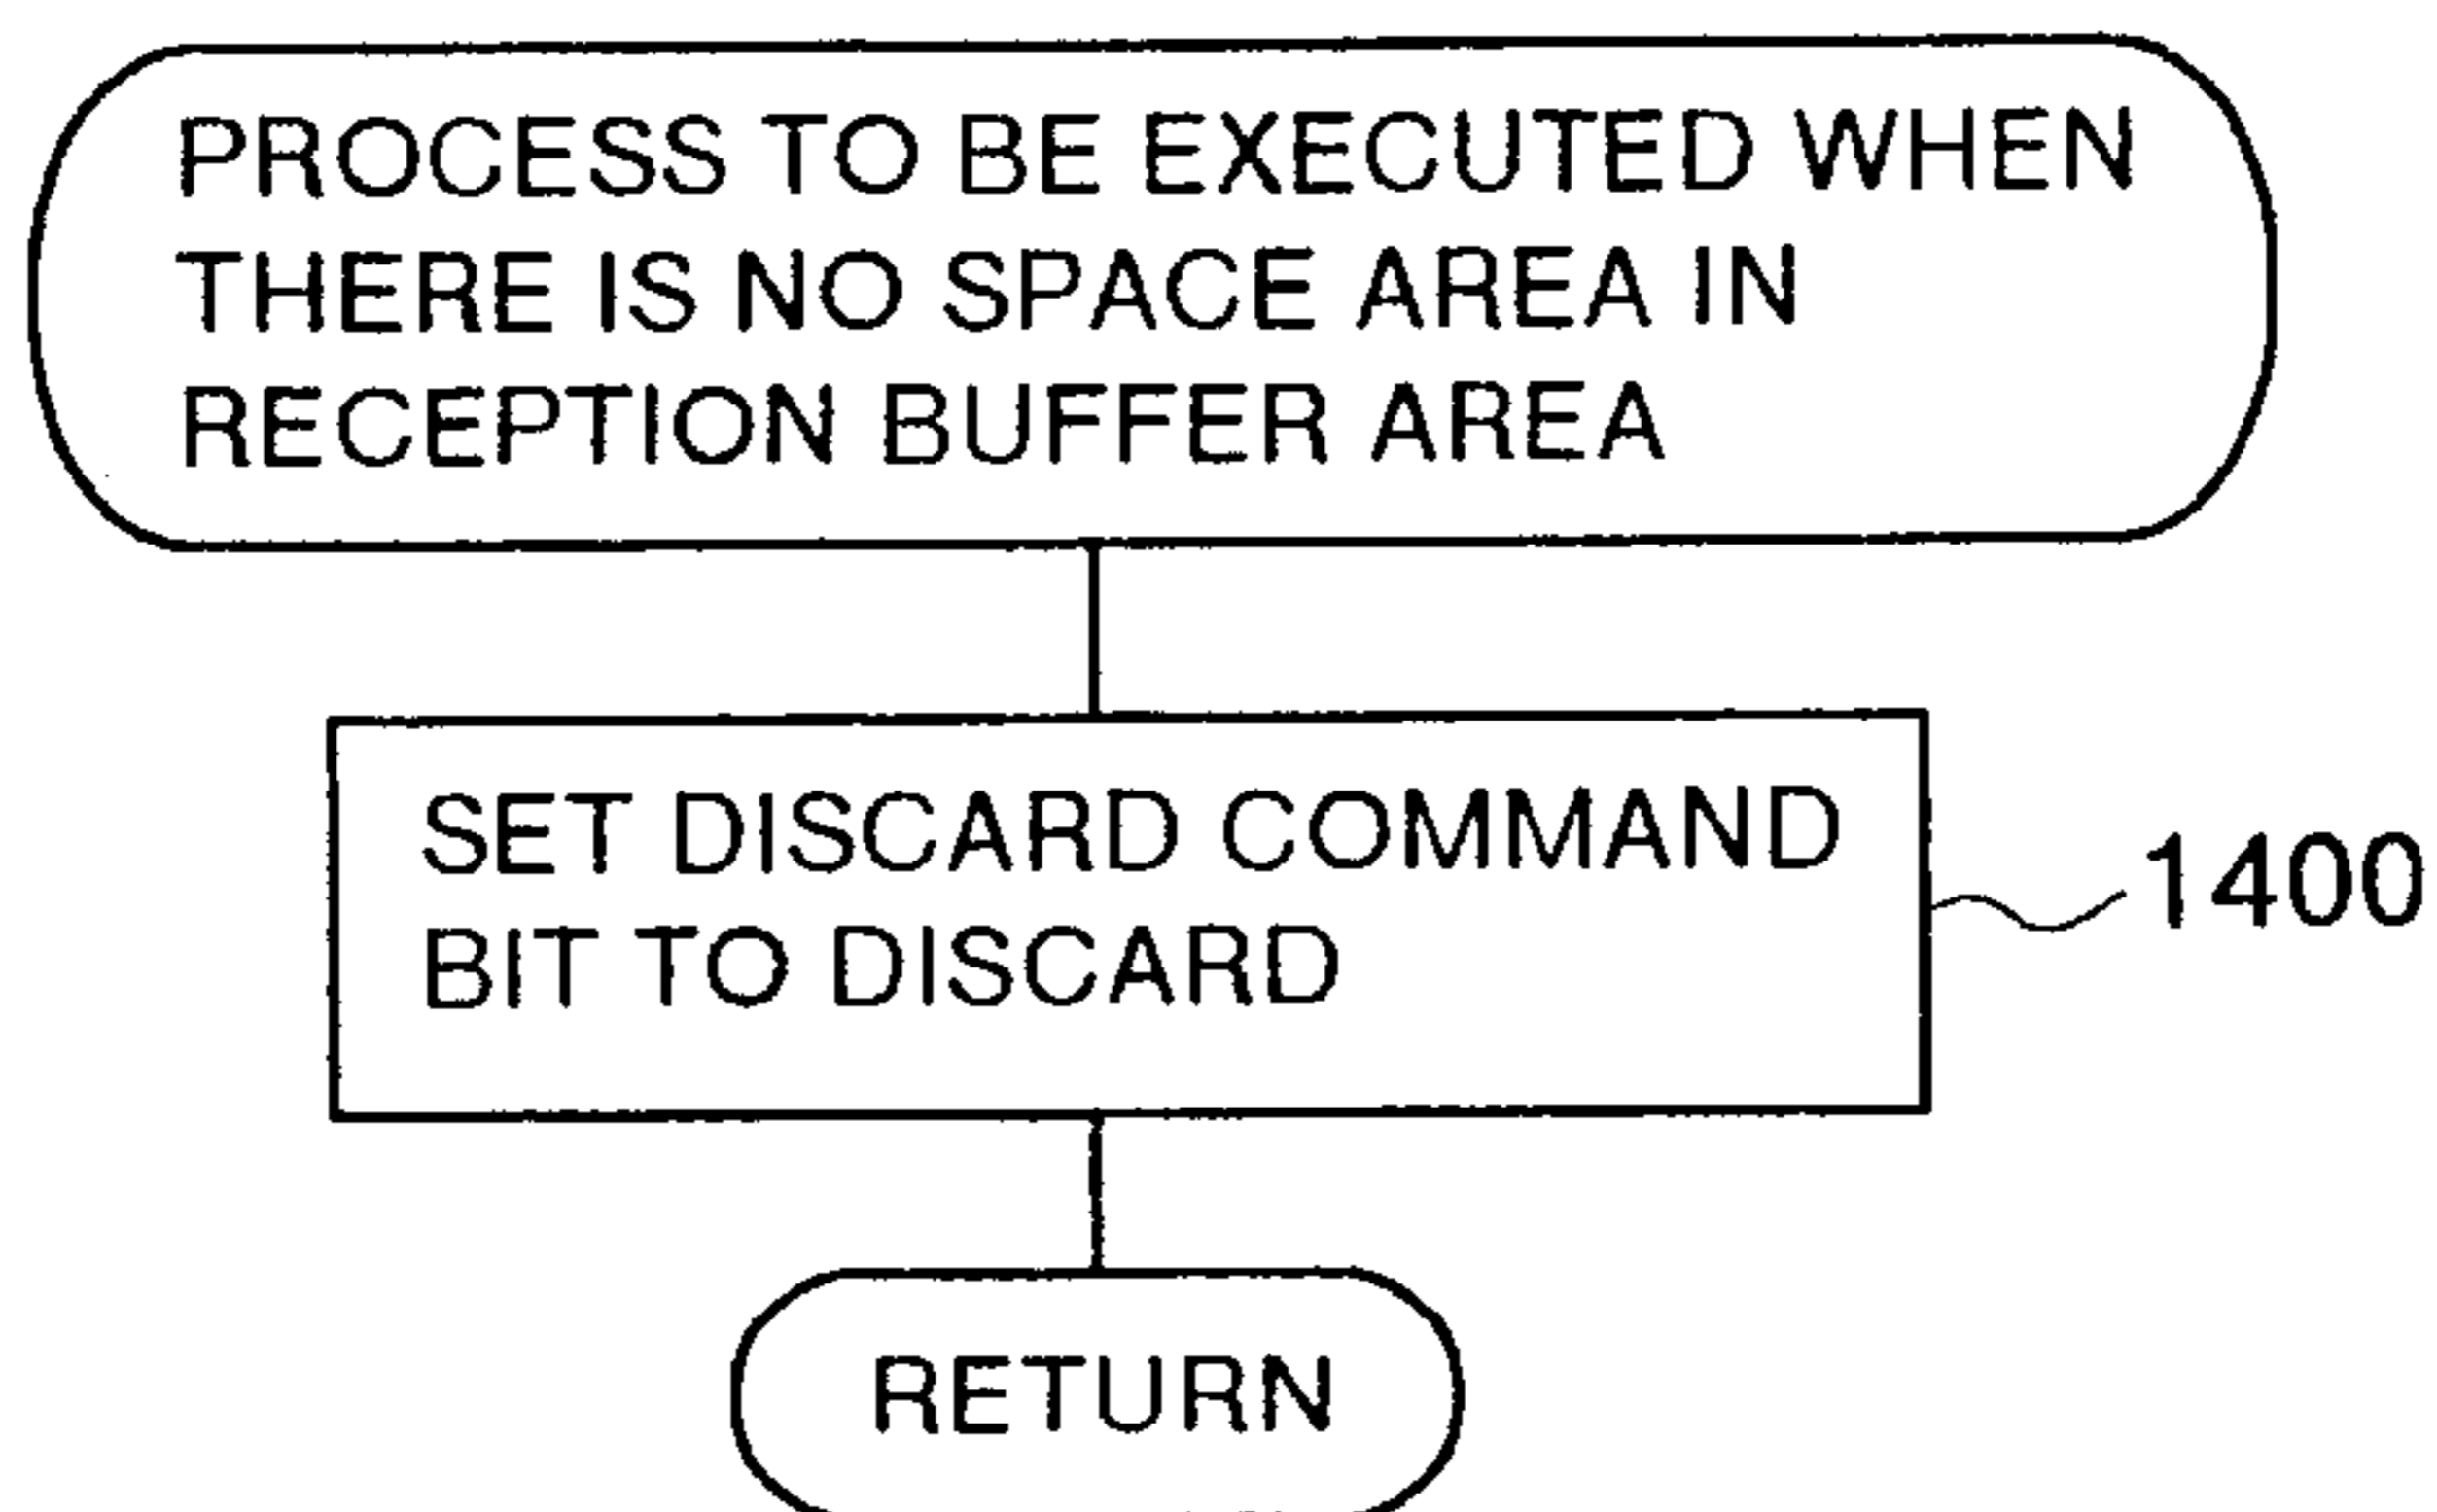 PROCESS TO BE EXECUTED WHEN
THERE IS NO SPACE AREA IN
RECEPTION BUFFER AREA
SET DISCARD COMMAND
BIT TO DISCARD
1400
RETURN